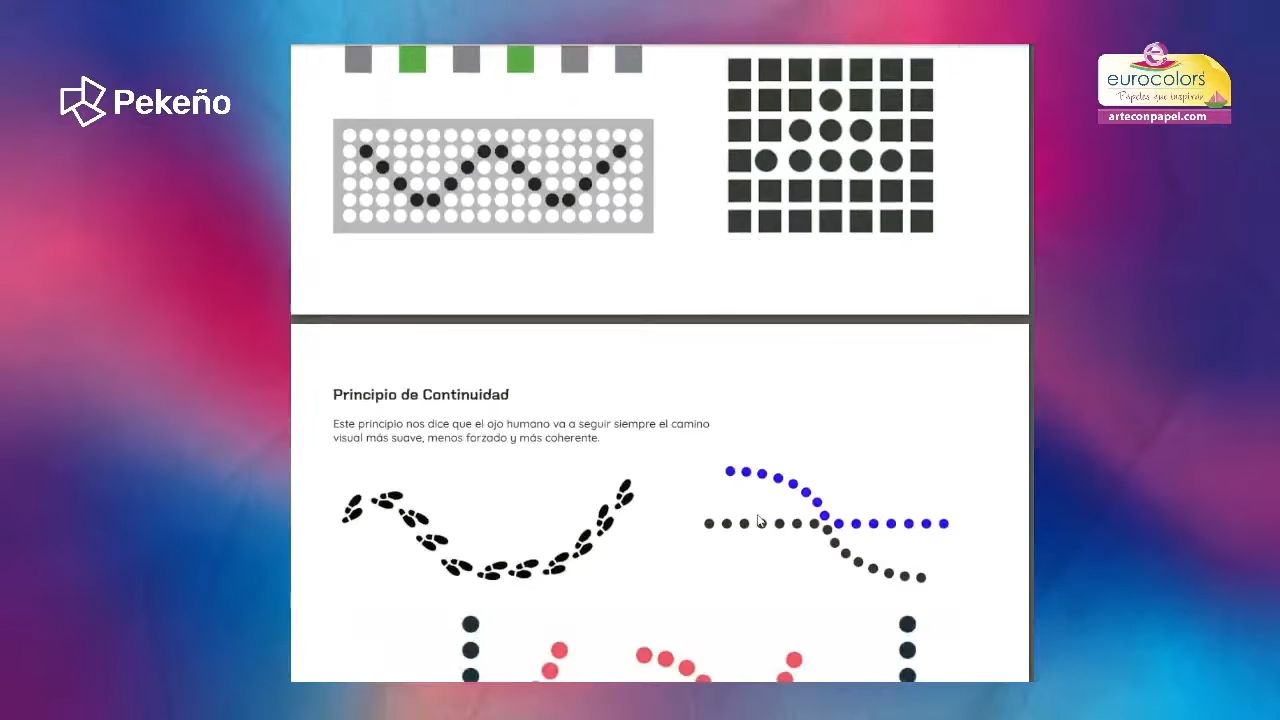 Pekeño
eurocolors
Papeles que inspiran
arteconpapel.com
Principio de Continuidad
Este principio nos dice que el ojo humano va a seguir siempre el camino
visual más suave, menos forzado y más coherente.